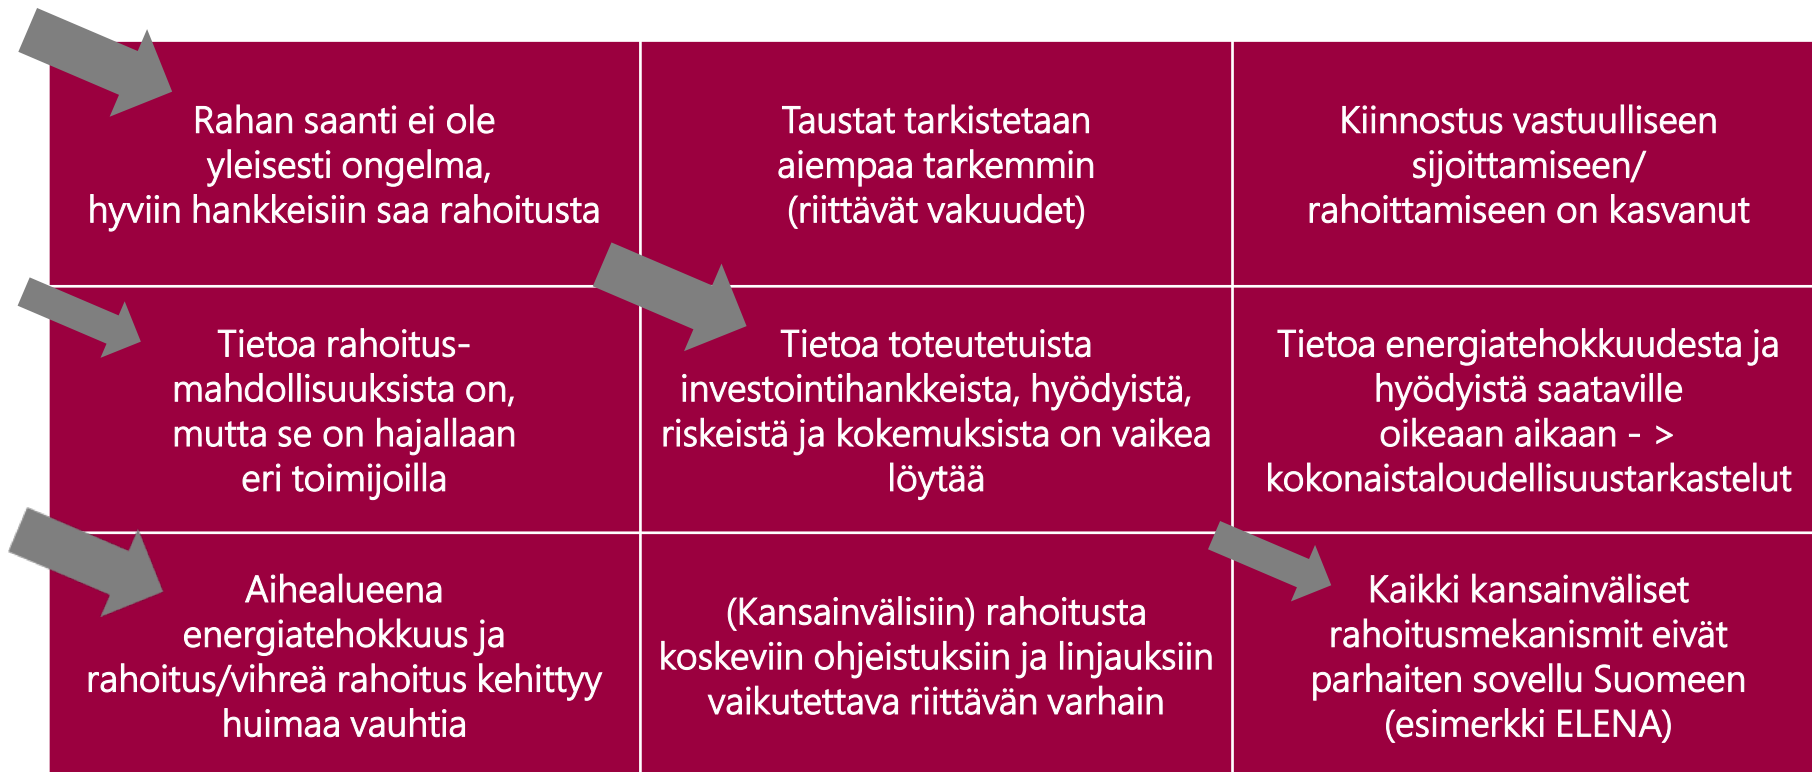 Rahan saanti ei ole
yleisesti ongelma,
hyviin hankkeisiin saa rahoitusta
Taustat tarkistetaan
aiempaa tarkemmin
(riittävät vakuudet)
Kiinnostus vastuulliseen
sijoittamiseen/
rahoittamiseen on kasvanut
Tietoa rahoitus-
mahdollisuuksista on,
mutta se on hajallaan
eri toimijoilla
Tietoa toteutetuista
investointihankkeista, hyödyistä,
riskeistä ja kokemuksista on vaikea
löytää
Tietoa energiatehokkuudesta ja
hyödyistä saataville
oikeaan aikaan - >
kokonaistaloudellisuustarkastelut
Aihealueena
energiatehokkuus ja
rahoitus/vihreä rahoitus kehittyy
huimaa vauhtia
(Kansainvälisiin) rahoitusta
koskeviin ohjeistuksiin ja linjauksiin
vaikutettava riittävän varhain
Kaikki kansainväliset
rahoitusmekanismit eivät
parhaiten sovellu Suomeen
(esimerkki ELENA)